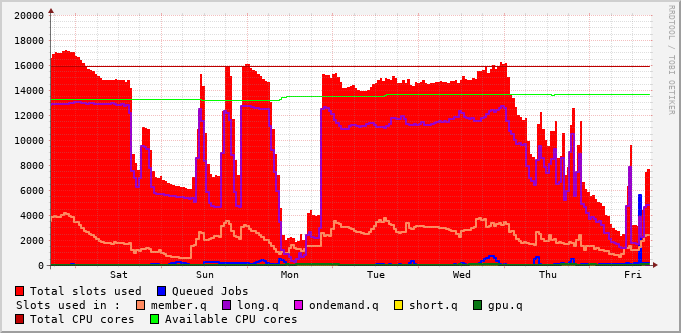 RRDTOOL / TOBI OETIKER
20000
18000
16000
14000
12000
10000
8000
6000
4000
2000
0
Sat Sun Mon Tue Wed Thu Fri
Total slots used Queued Jobs
Slots used in : member.q long.q ondemand.q short.q gpu.q
Total CPU cores Available CPU cores